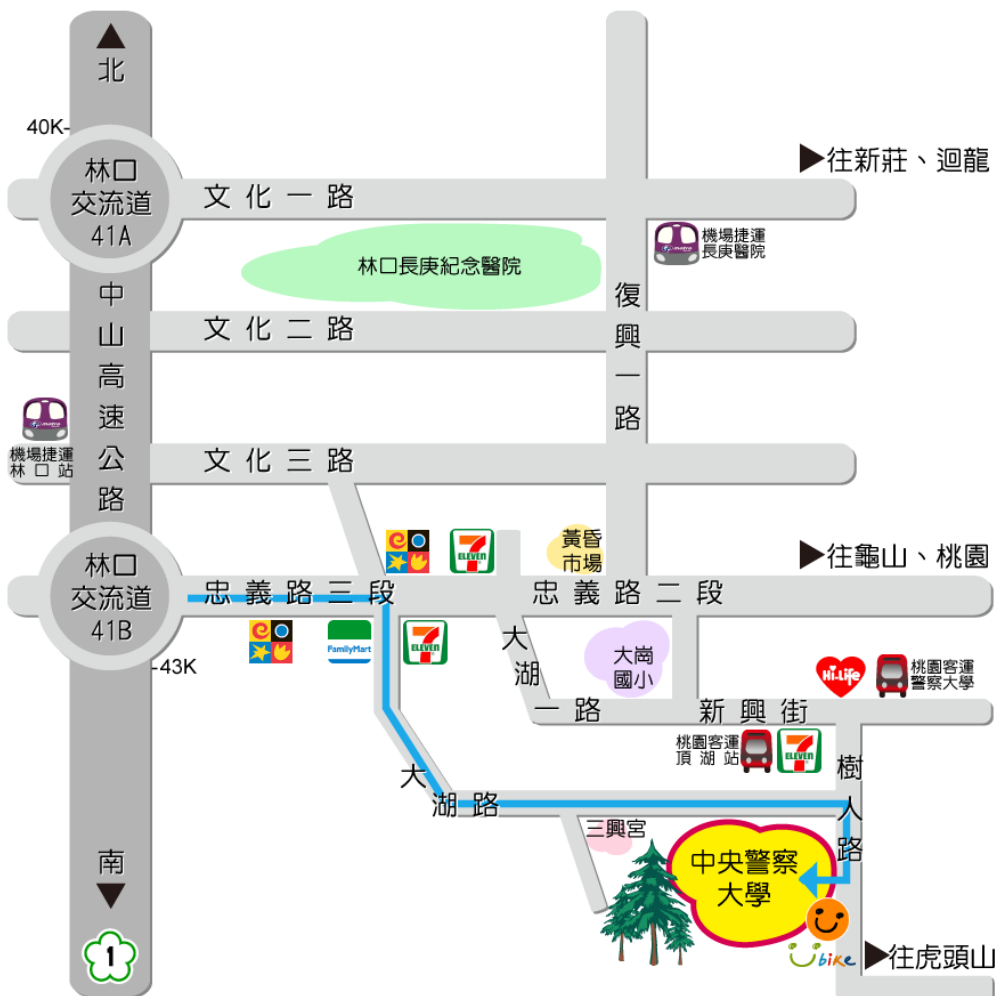 北
40K
林口
交流道
41A
文化一路
往新莊、迴龍
機場捷運
長庚醫院
林口長庚紀念醫院
復興一路
中山高速公路
文化二路
metro
機場捷運
林口站
文化三路
7
ELEVEN
黃昏
市場
往龜山、桃園
林口
交流道
41B
忠義路三段
忠義路二段
43K
FamilyMart
7
ELEVEN
大湖一路
大崗
國小
Hi-Life
桃園客運
警察大學
新興街
桃園客運
頂湖站
7
ELEVEN
樹人路
大湖路
三興宮
中央警察
大學
南
1
Ubike
往虎頭山